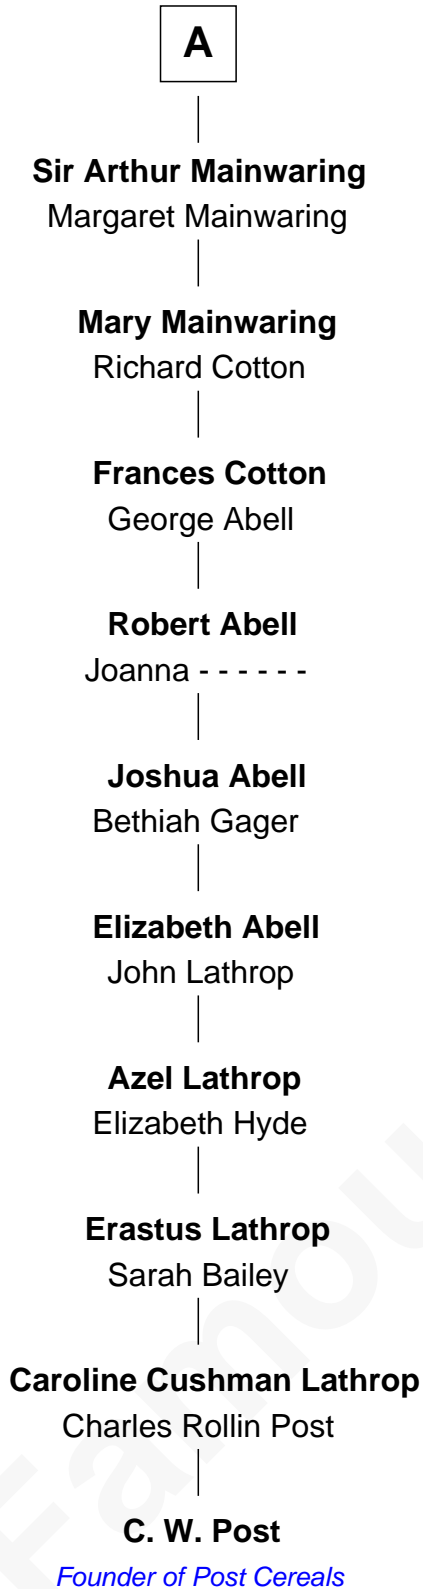 A
Sir Arthur Mainwaring
Margaret Mainwaring
Mary Mainwaring
Richard Cotton
Frances Cotton
George Abell
Robert Abell
Joanna - - - - - -
Joshua Abell
Bethiah Gager
Elizabeth Abell
John Lathrop
Azel Lathrop
Elizabeth Hyde
Erastus Lathrop
Sarah Bailey
Caroline Cushman Lathrop
Charles Rollin Post
C. W. Post
Founder of Post Cereals
Famou